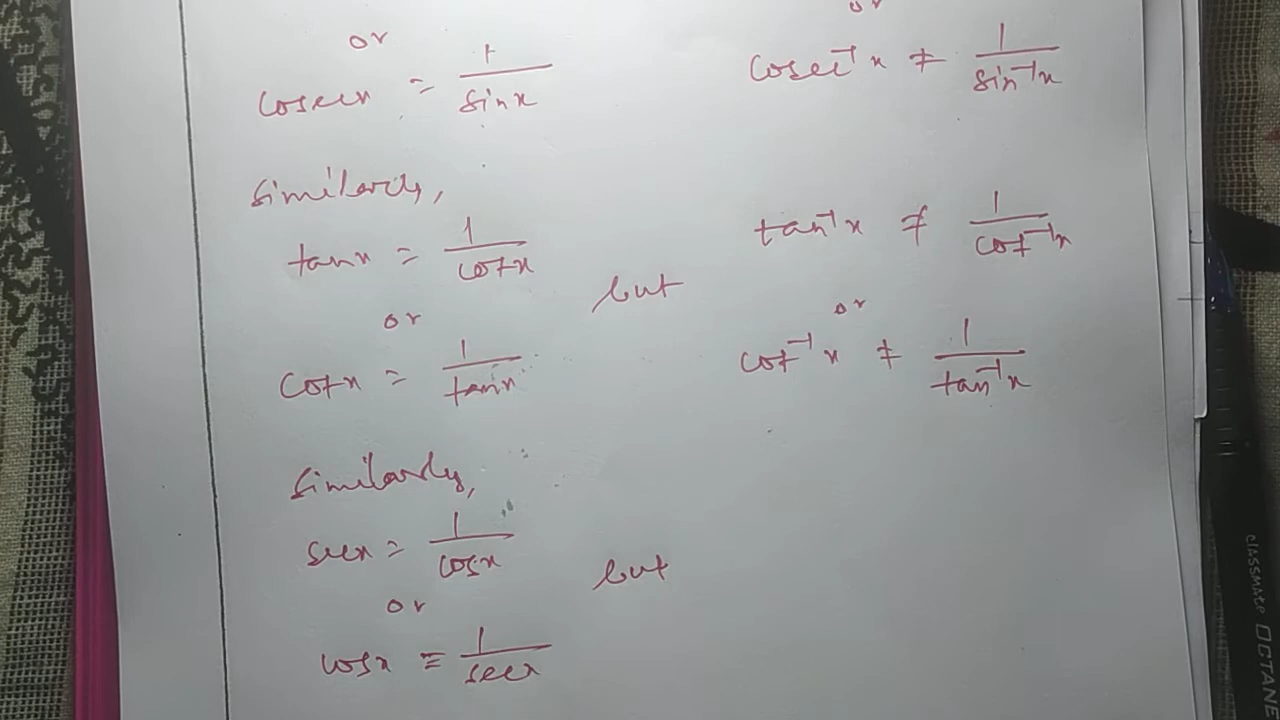 or
cosecx = 1/sinx
cosec⁻¹x ≠ 1/sin⁻¹x
Similarly,
tanx = 1/cotx
or
cotx = 1/tanx
but
tan⁻¹x ≠ 1/cot⁻¹x
or
cot⁻¹x ≠ 1/tan⁻¹x
Similarly,
secx = 1/cosx
or
cosx = 1/secx
but
classmate OCTANE